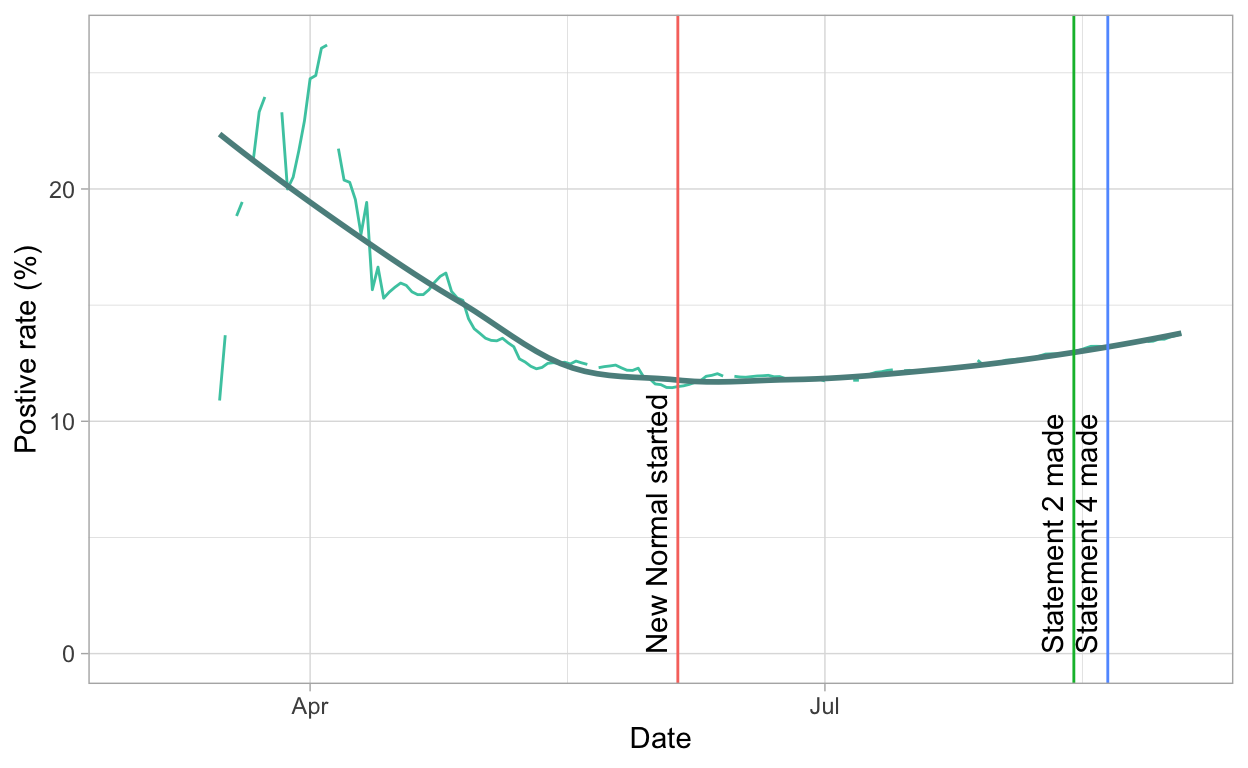 Postive rate (%)
20
10
0
New Normal started
Statement 2 made
Statement 4 made
Apr
Jul
Date